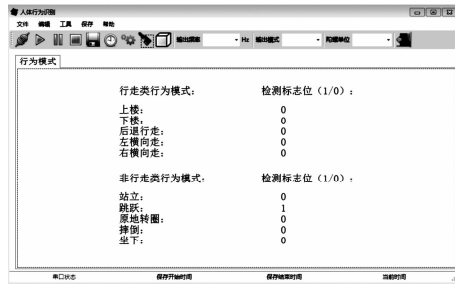 人体行为识别
文件 编辑 工具 保存 帮助
输出频率 Hz 输出模式 陀螺单位
行为模式
行走类行为模式: 检测标志位（1/0）:
上楼: 0
下楼: 0
后退行走: 0
左横向走: 0
右横向走: 0
非行走类行为模式: 检测标志位（1/0）:
站立: 0
跳跃: 1
原地转圈: 0
摔倒: 0
坐下: 0
串口状态 保存开始时间 保存结束时间 当前时间